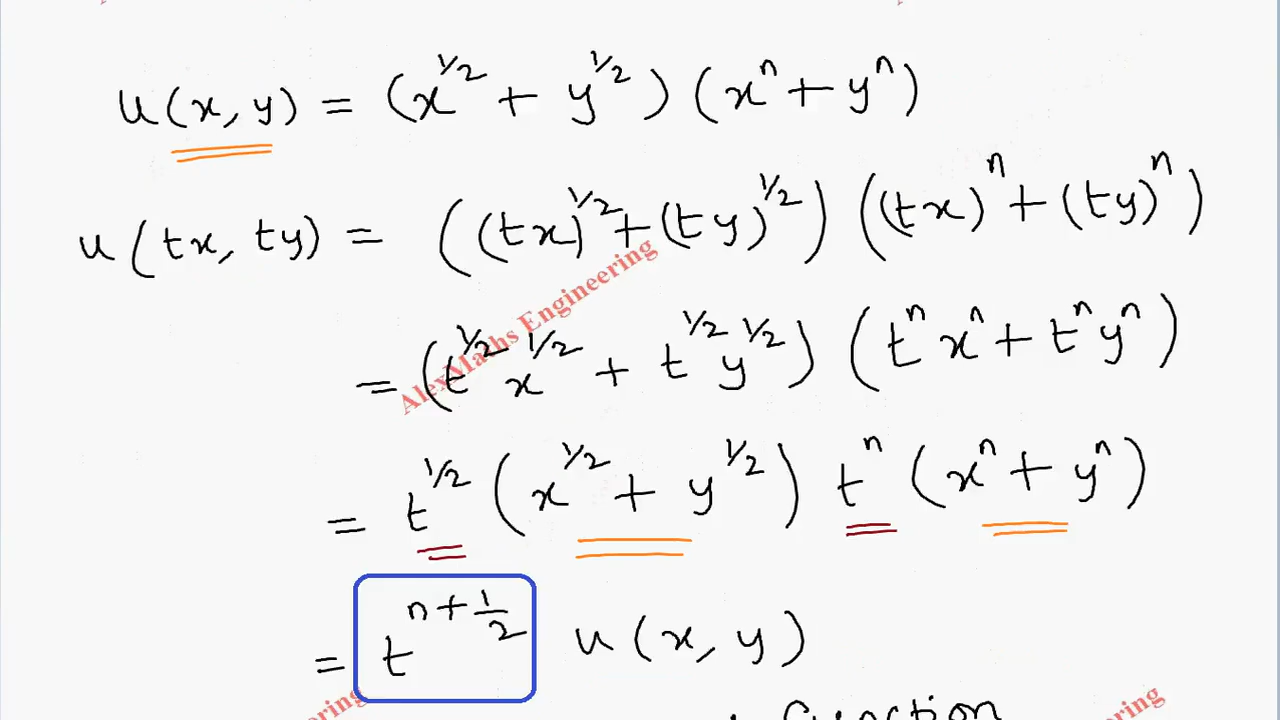 u(x, y) = (x^{1/2} + y^{1/2}) (x^n + y^n)
u(tx, ty) = ((tx)^{1/2} + (ty)^{1/2}) ((tx)^n + (ty)^n)
= (t^{1/2} x^{1/2} + t^{1/2} y^{1/2}) (t^n x^n + t^n y^n)
AlexMaths Engineering
= t^{1/2} (x^{1/2} + y^{1/2}) t^n (x^n + y^n)
= t^{n + 1/2} u(x, y)
function